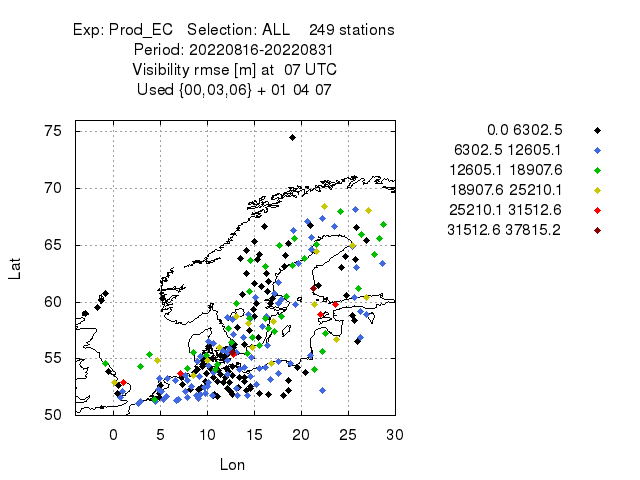 Exp: Prod_EC   Selection: ALL    249 stations
Period: 20220816-20220831
Visibility rmse [m] at  07 UTC
Used {00,03,06} + 01 04 07
0.0 6302.5
6302.5 12605.1
12605.1 18907.6
18907.6 25210.1
25210.1 31512.6
31512.6 37815.2
75
70
65
60
55
50
Lat
0 5 10 15 20 25 30
Lon